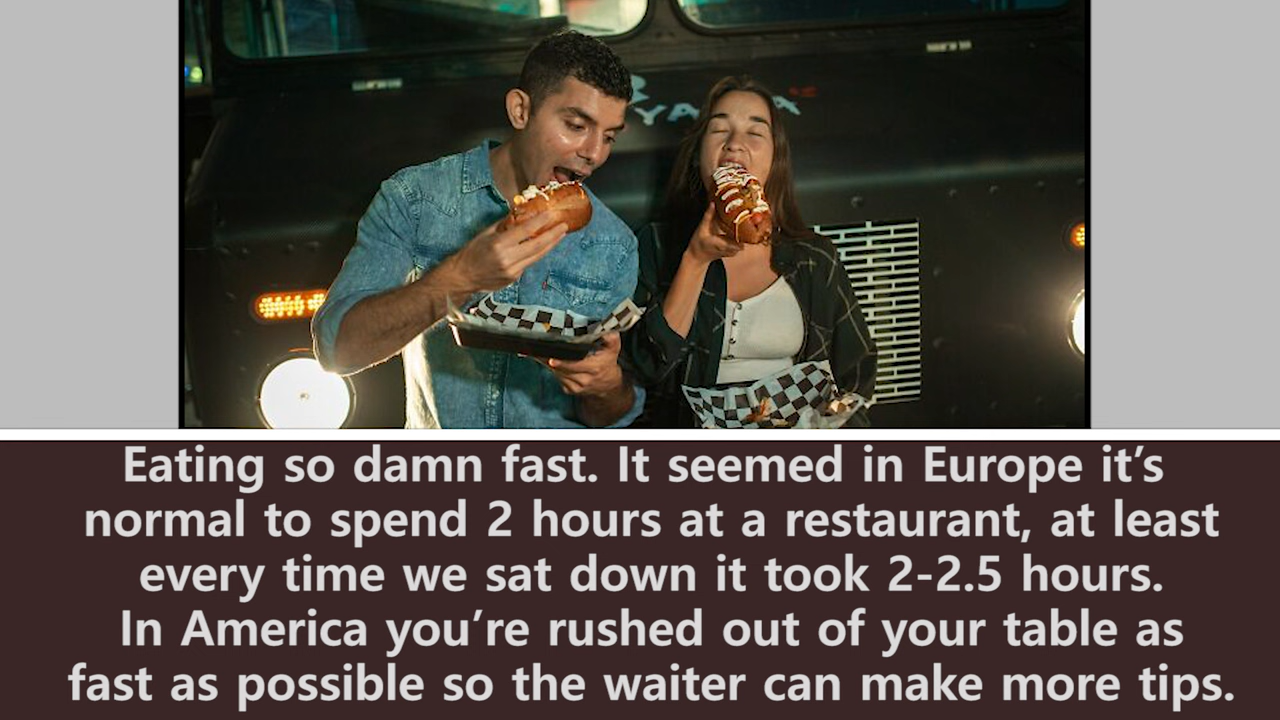 Eating so damn fast. It seemed in Europe it’s
normal to spend 2 hours at a restaurant, at least
every time we sat down it took 2-2.5 hours.
In America you’re rushed out of your table as
fast as possible so the waiter can make more tips.